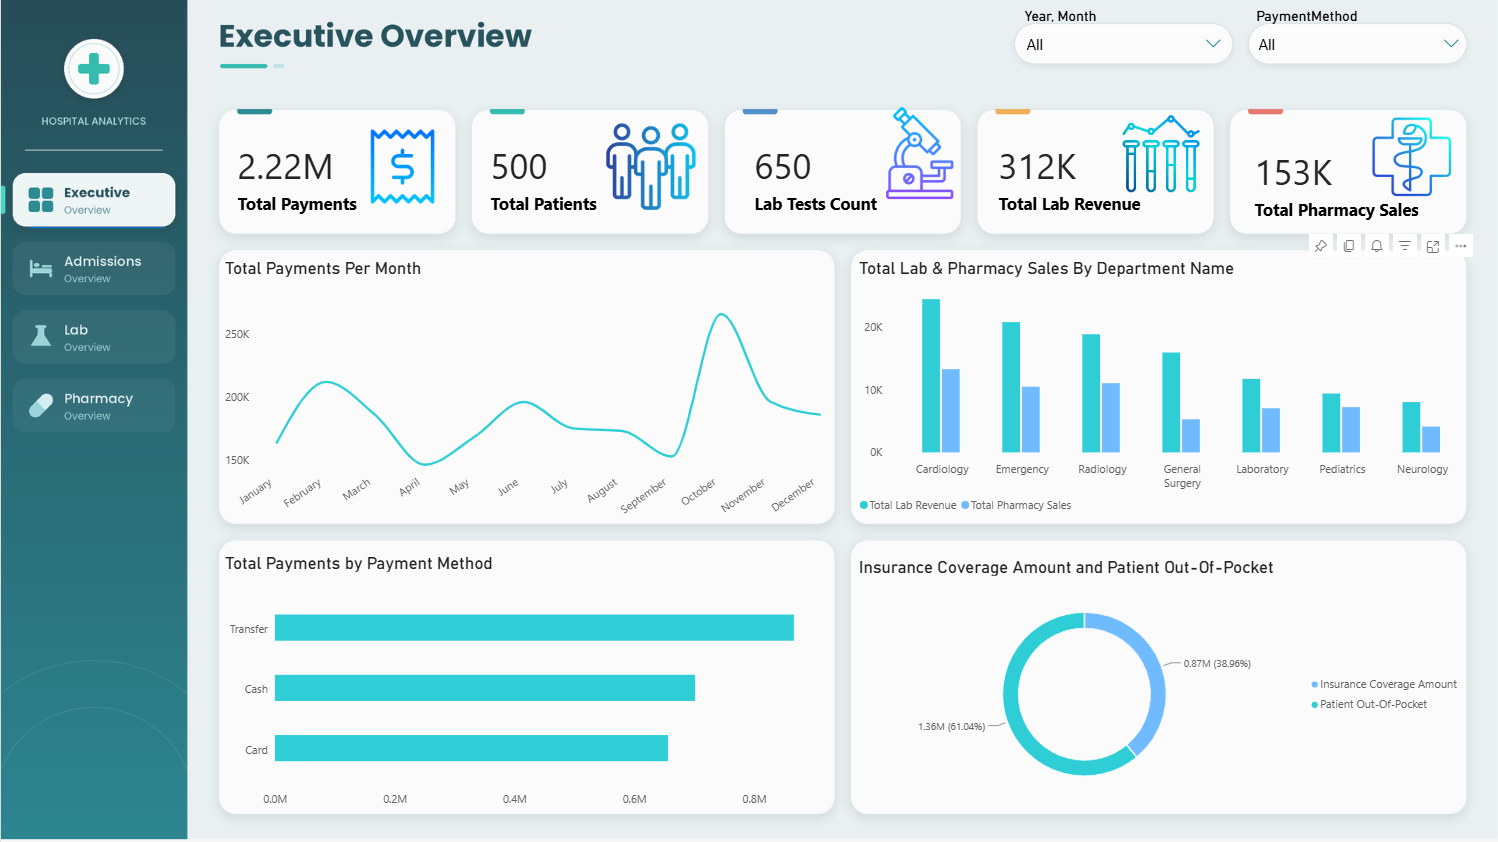 HOSPITAL ANALYTICS
Executive
Overview
Admissions
Overview
Lab
Overview
Pharmacy
Overview
Executive Overview
Year, Month
All
PaymentMethod
All
2.22M
Total Payments
$
500
Total Patients
650
Lab Tests Count
312K
Total Lab Revenue
153K
Total Pharmacy Sales
Total Payments Per Month
250K
200K
150K
January
February
March
April
May
June
July
August
September
October
November
December
Total Lab & Pharmacy Sales By Department Name
20K
10K
0K
Cardiology
Emergency
Radiology
General
Surgery
Laboratory
Pediatrics
Neurology
Total Lab Revenue
Total Pharmacy Sales
Total Payments by Payment Method
Transfer
Cash
Card
0.0M
0.2M
0.4M
0.6M
0.8M
Insurance Coverage Amount and Patient Out-Of-Pocket
0.87M (38.96%)
1.36M (61.04%)
Insurance Coverage Amount
Patient Out-Of-Pocket